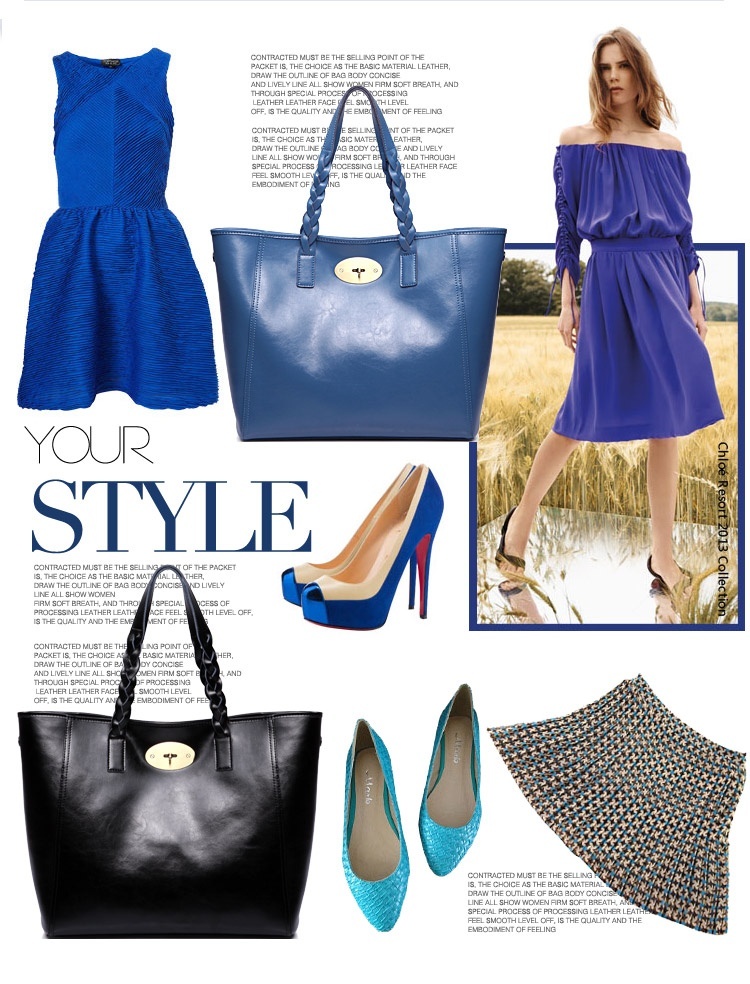 CONTRACTED MUST BE THE SELLING POINT OF THE
PACKET IS, THE CHOICE AS THE BASIC MATERIAL LEATHER,
DRAW THE OUTLINE OF BAG BODY CONCISE
AND LIVELY LINE ALL SHOW WOMEN FIRM SOFT BREATH, AND
THROUGH SPECIAL PROCESS OF PROCESSING
LEATHER LEATHER FACE FEEL SMOOTH LEVEL
OFF, IS THE QUALITY AND THE EMBODIMENT OF FEELING
CONTRACTED MUST BE THE SELLING POINT OF THE PACKET
IS, THE CHOICE AS THE BASIC MATERIAL LEATHER,
DRAW THE OUTLINE OF BAG BODY CONCISE AND LIVELY
LINE ALL SHOW WOMEN FIRM SOFT BREATH, AND THROUGH
SPECIAL PROCESS OF PROCESSING LEATHER LEATHER FACE
FEEL SMOOTH LEVEL OFF, IS THE QUALITY AND THE
EMBODIMENT OF FEELING
Chloé Resort 2013 Collection
YOUR
STYLE
CONTRACTED MUST BE THE SELLING POINT OF THE PACKET
IS, THE CHOICE AS THE BASIC MATERIAL LEATHER,
DRAW THE OUTLINE OF BAG BODY CONCISE AND LIVELY
LINE ALL SHOW WOMEN
FIRM SOFT BREATH, AND THROUGH SPECIAL PROCESS OF
PROCESSING LEATHER LEATHER FACE FEEL SMOOTH LEVEL OFF,
IS THE QUALITY AND THE EMBODIMENT OF FEELING
CONTRACTED MUST BE THE SELLING POINT OF THE
PACKET IS, THE CHOICE AS THE BASIC MATERIAL LEATHER,
DRAW THE OUTLINE OF BAG BODY CONCISE
AND LIVELY LINE ALL SHOW WOMEN FIRM SOFT BREATH, AND
THROUGH SPECIAL PROCESS OF PROCESSING
LEATHER LEATHER FACE FEEL SMOOTH LEVEL
OFF, IS THE QUALITY AND THE EMBODIMENT OF FEELING
CONTRACTED MUST BE THE SELLING
IS, THE CHOICE AS THE BASIC MATERIAL
DRAW THE OUTLINE OF BAG BODY CONCISE
LINE ALL SHOW WOMEN FIRM SOFT BREATH, AND
SPECIAL PROCESS OF PROCESSING LEATHER LEATHER
FEEL SMOOTH LEVEL OFF, IS THE QUALITY AND THE
EMBODIMENT OF FEELING